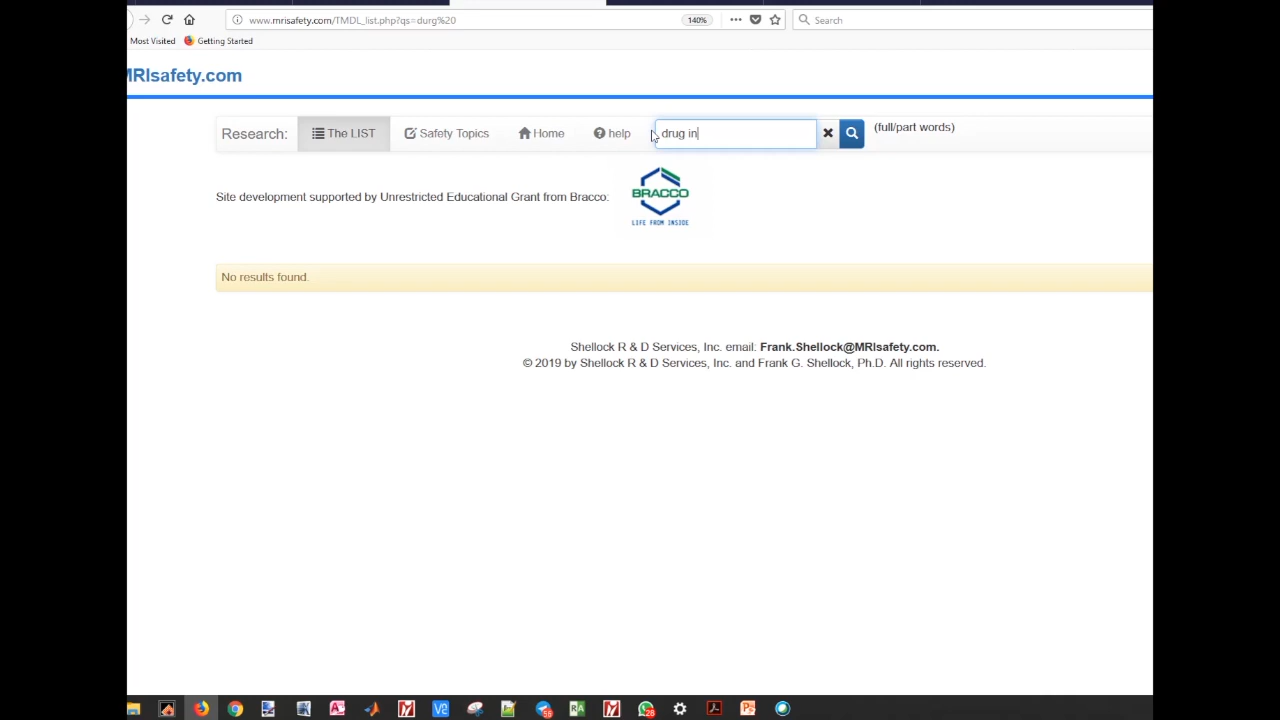 www.mrisafety.com/TMDL_list.php?qs=durg%20
140%
Search
Most Visited
Getting Started
MRIsafety.com
Research:
The LIST
Safety Topics
Home
help
drug in
(full/part words)
Site development supported by Unrestricted Educational Grant from Bracco:
BRACCO
LIFE FROM INSIDE
No results found.
Shellock R & D Services, Inc. email: Frank.Shellock@MRIsafety.com.
© 2019 by Shellock R & D Services, Inc. and Frank G. Shellock, Ph.D. All rights reserved.
55
RA
28